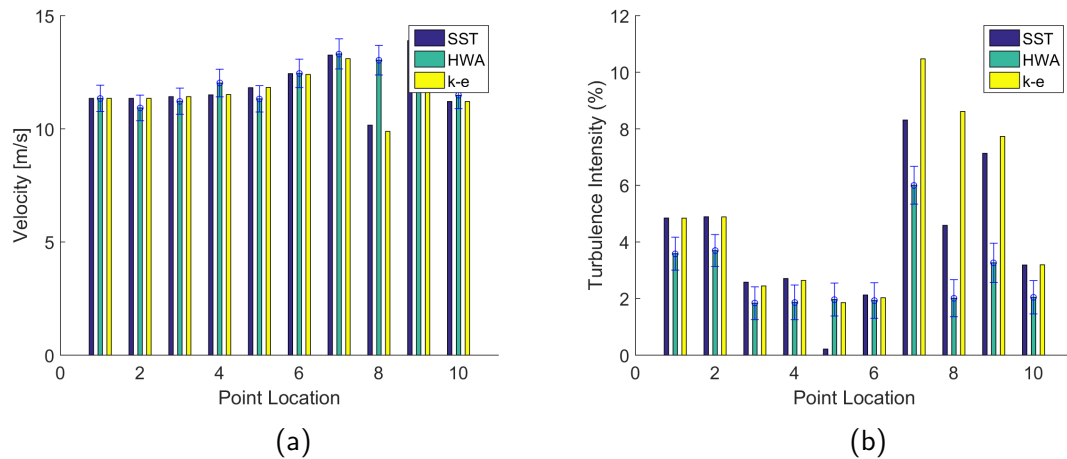 15
10
5
0
Velocity [m/s]
0 2 4 6 8 10
Point Location
SST
HWA
k-e
(a)
12
10
8
6
4
2
0
Turbulence Intensity (%)
0 2 4 6 8 10
Point Location
SST
HWA
k-e
(b)